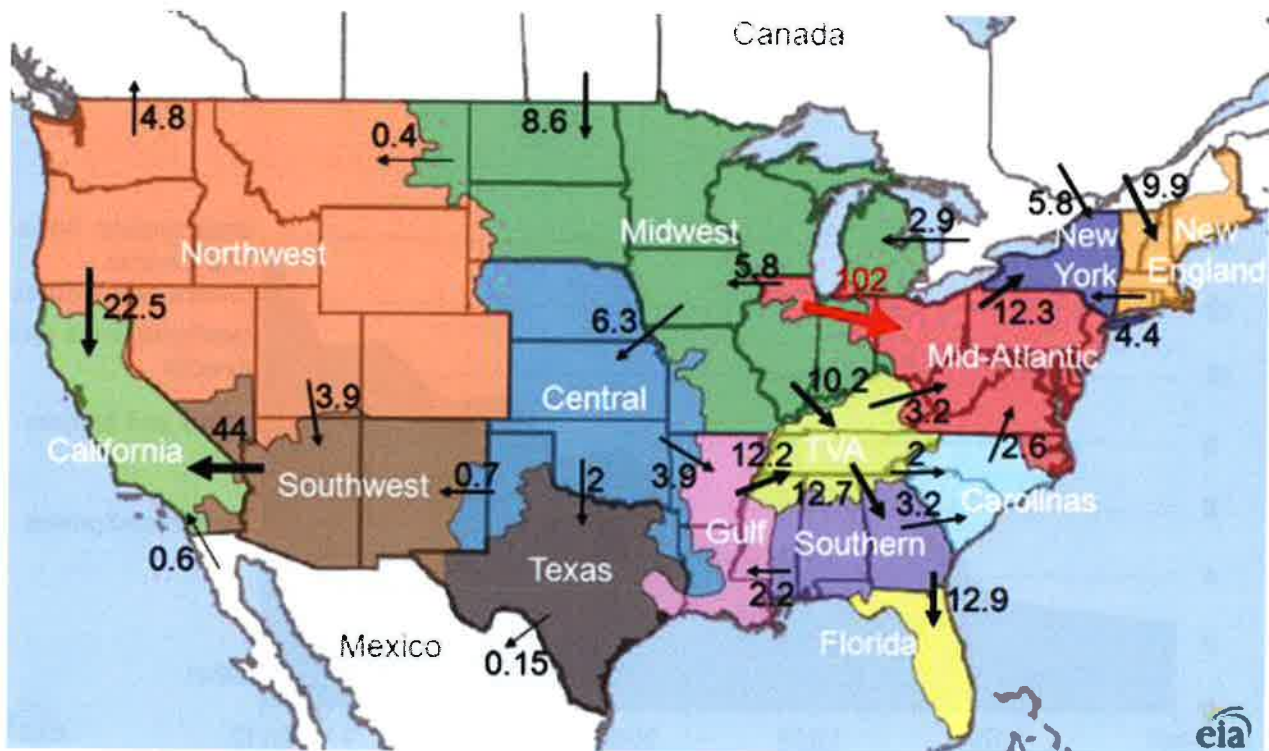 Canada
4.8
0.4
8.6
5.8
9.9
2.9
New
York
New
England
Northwest
Midwest
5.8
102
22.5
6.3
12.3
4.4
Mid-Atlantic
3.9
Central
10.2
3.2
44
California
TVA
2.6
Southwest
0.7
2
3.9
12.2
2
12.7
3.2
Carolinas
Gulf
Southern
0.6
Texas
2.2
12.9
Mexico
0.15
Florida
eia